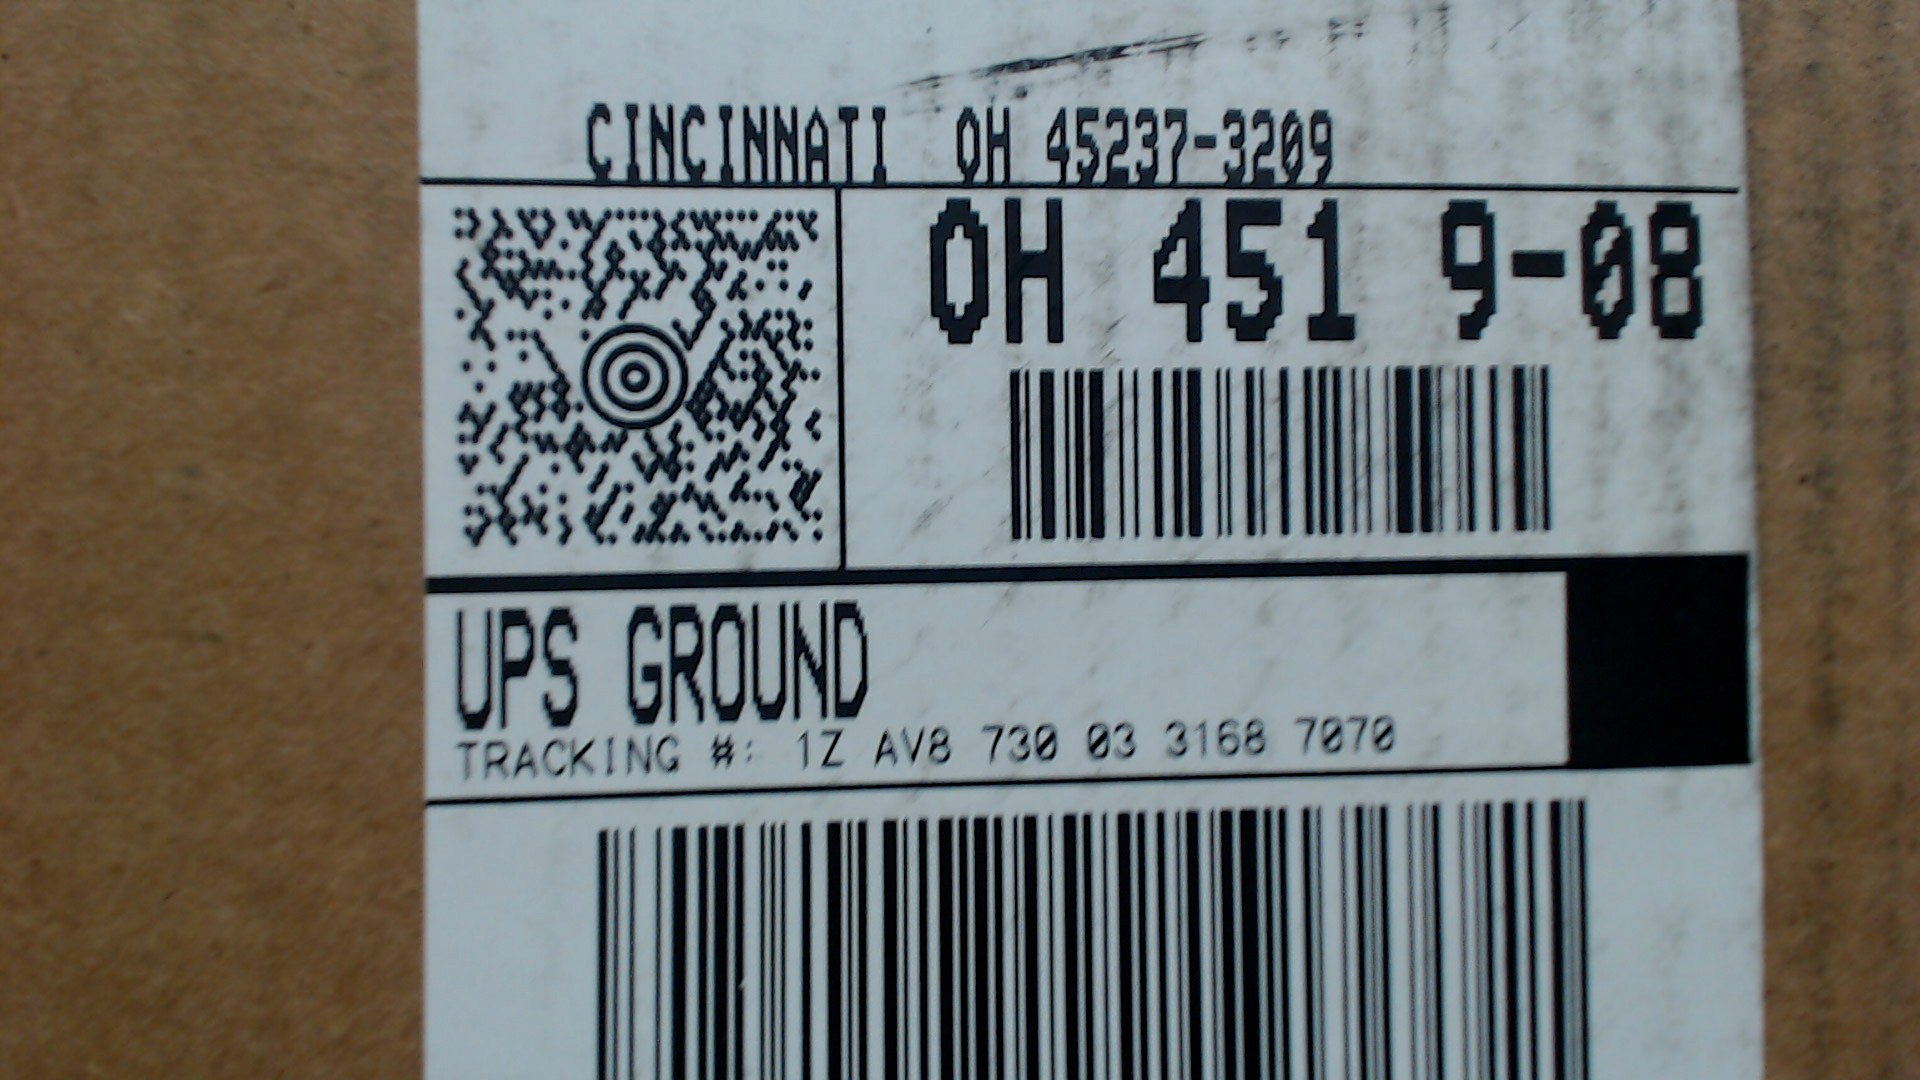 CINCINNATI OH 45237-3209
OH 451 9-08
UPS GROUND
TRACKING #: 1Z AV8 730 03 3168 7070